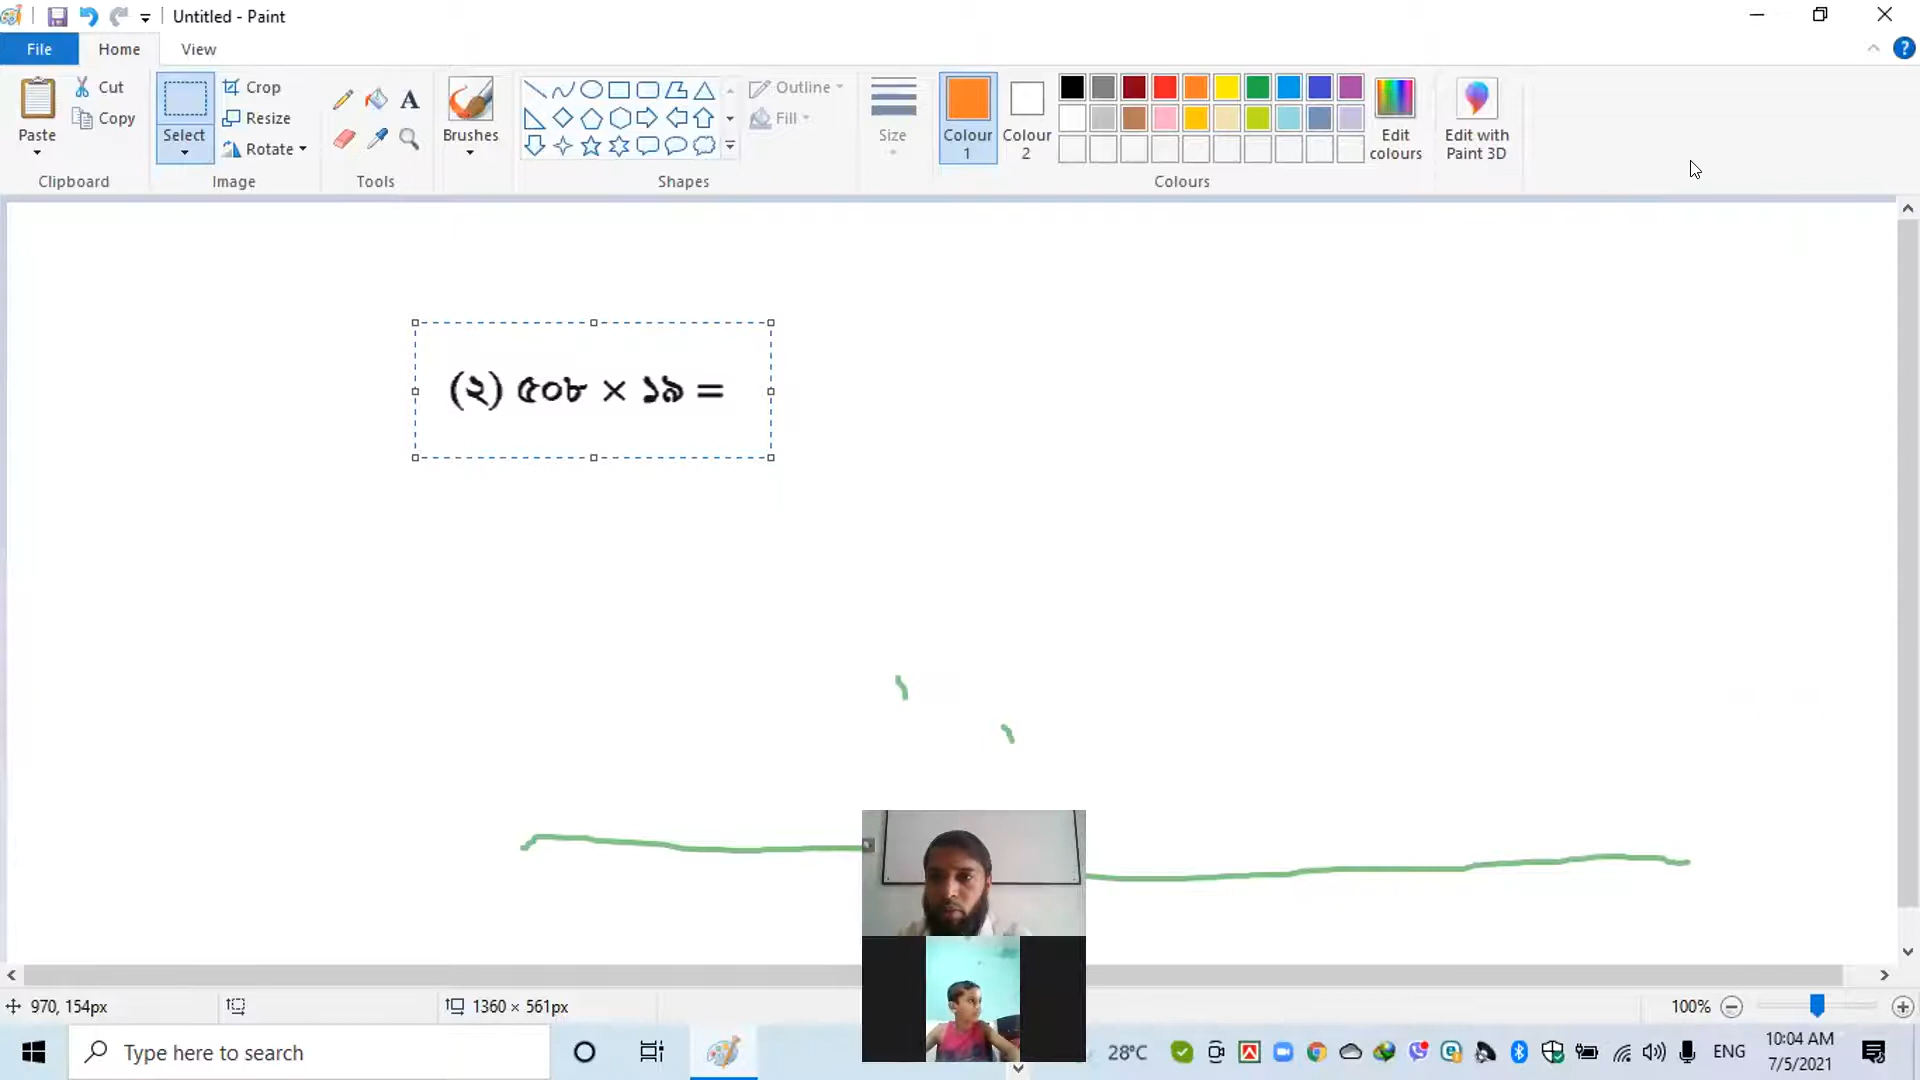 Untitled - Paint
File
Home
View
Paste
Cut
Copy
Clipboard
Select
Crop
Resize
Rotate
Image
A
Tools
Brushes
Shapes
Outline
Fill
Size
Colour 1
Colour 2
Colours
Edit colours
Edit with Paint 3D
(২) ৫০৮ × ১৯ =
970, 154px
1360 × 561px
100%
Type here to search
28°C
ENG
10:04 AM
7/5/2021